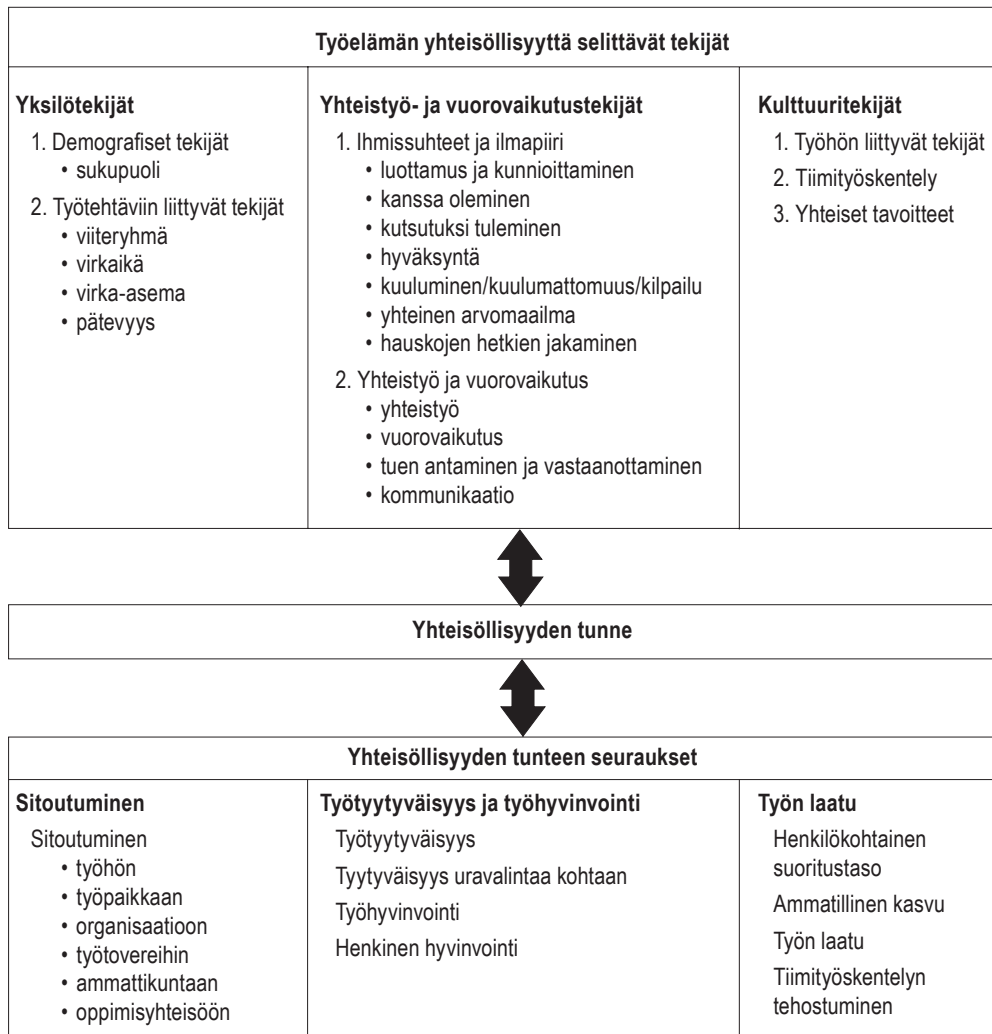 Työelämän yhteisöllisyyttä selittävät tekijät
Yksilötekijät
1. Demografiset tekijät
• sukupuoli
2. Työtehtäviin liittyvät tekijät
• viiteryhmä
• virkaikä
• virka-asema
• pätevyys
Yhteistyö- ja vuorovaikutustekijät
1. Ihmissuhteet ja ilmapiiri
• luottamus ja kunnioittaminen
• kanssa oleminen
• kutsutuksi tuleminen
• hyväksyntä
• kuuluminen/kuulumattomuus/kilpailu
• yhteinen arvomaailma
• hauskojen hetkien jakaminen
2. Yhteistyö ja vuorovaikutus
• yhteistyö
• vuorovaikutus
• tuen antaminen ja vastaanottaminen
• kommunikaatio
Kulttuuritekijät
1. Työhön liittyvät tekijät
2. Tiimityöskentely
3. Yhteiset tavoitteet
Yhteisöllisyyden tunne
Yhteisöllisyyden tunteen seuraukset
Sitoutuminen
Sitoutuminen
• työhön
• työpaikkaan
• organisaatioon
• työtovereihin
• ammattikuntaan
• oppimisyhteisöön
Työtyytyväisyys ja työhyvinvointi
Työtyytyväisyys
Tyytyväisyys uravalintaa kohtaan
Työhyvinvointi
Henkinen hyvinvointi
Työn laatu
Henkilökohtainen
suoritustaso
Ammatillinen kasvu
Työn laatu
Tiimityöskentelyn
tehostuminen